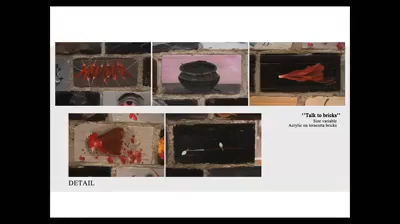 "Talk to bricks"
Size variable
Acrylic on terracotta bricks
DETAIL